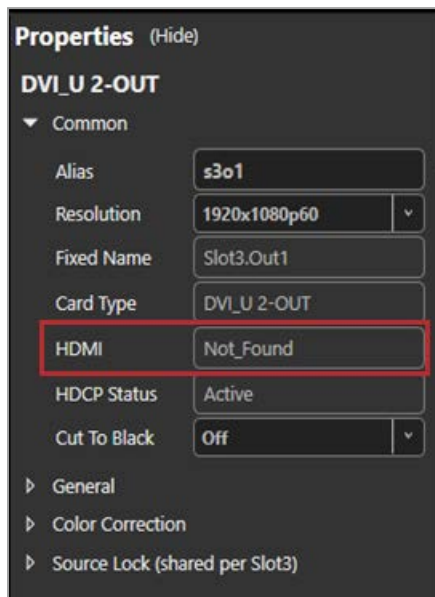 Properties (Hide)
DVI_U 2-OUT
Common
Alias s3o1
Resolution 1920x1080p60
Fixed Name Slot3.Out1
Card Type DVI_U 2-OUT
HDMI Not_Found
HDCP Status Active
Cut To Black Off
General
Color Correction
Source Lock (shared per Slot3)